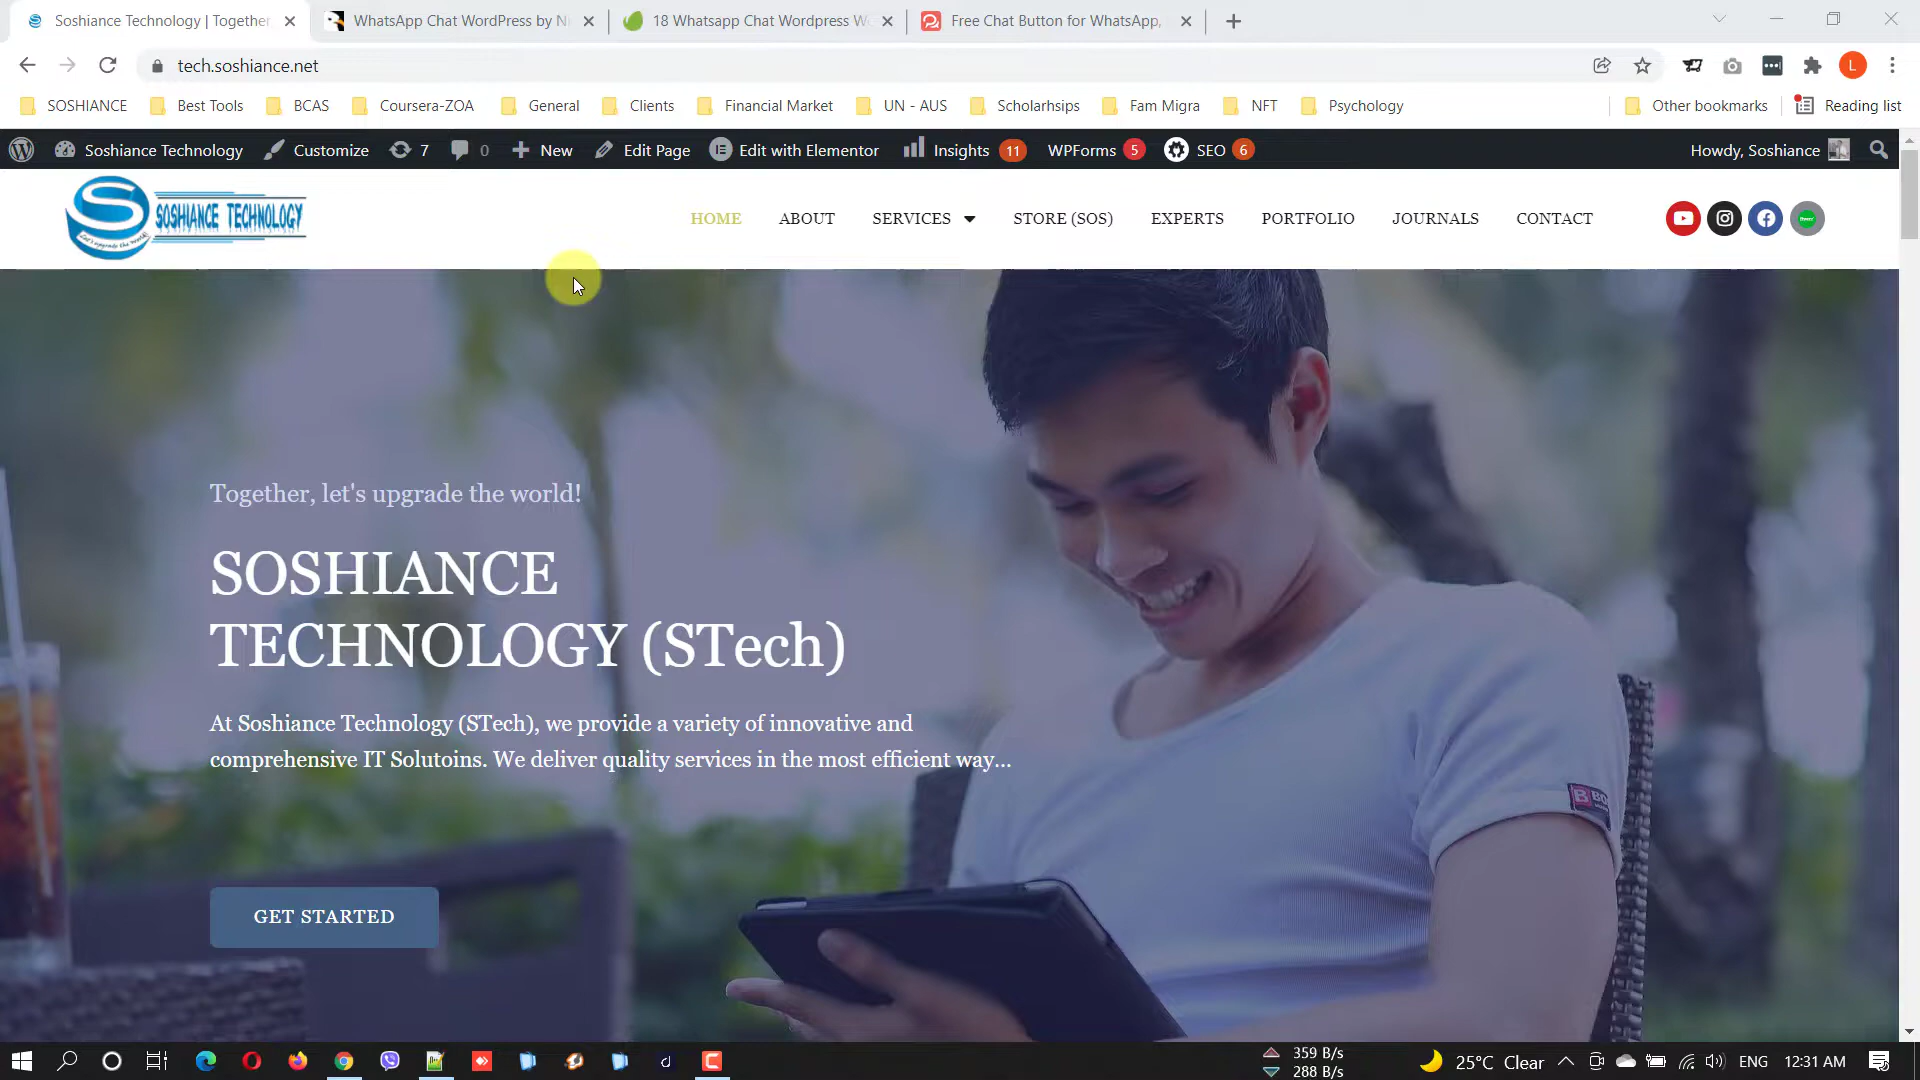 Soshiance Technology | Together
WhatsApp Chat WordPress by N
18 Whatsapp Chat Wordpress W
Free Chat Button for WhatsApp,
tech.soshiance.net
L
SOSHIANCE Best Tools BCAS Coursera-ZOA General Clients Financial Market UN - AUS Scholarhsips Fam Migra NFT Psychology Other bookmarks Reading list
Soshiance Technology Customize 7 0 New Edit Page Edit with Elementor Insights 11 WPForms 5 SEO 6 Howdy, Soshiance
SOSHIANCE TECHNOLOGY
Let's upgrade the world!
HOME ABOUT SERVICES STORE (SOS) EXPERTS PORTFOLIO JOURNALS CONTACT
Together, let's upgrade the world!
SOSHIANCE
TECHNOLOGY (STech)
At Soshiance Technology (STech), we provide a variety of innovative and
comprehensive IT Solutoins. We deliver quality services in the most efficient way...
GET STARTED
359 B/s
288 B/s
25°C Clear ENG 12:31 AM